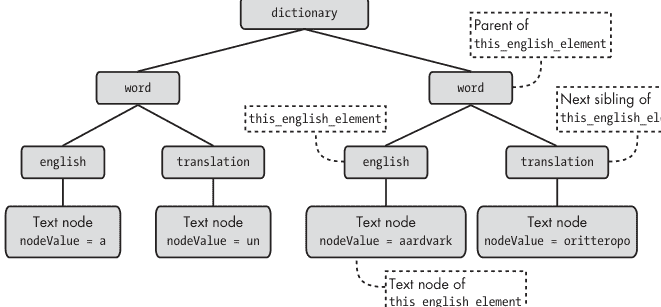 dictionary
Parent of
this_english_element
word
word
Next sibling of
this_english_element
english
translation
english
translation
Text node
nodeValue = a
Text node
nodeValue = un
Text node
nodeValue = aardvark
Text node
nodeValue = oritteropo
Text node of
this_english_element